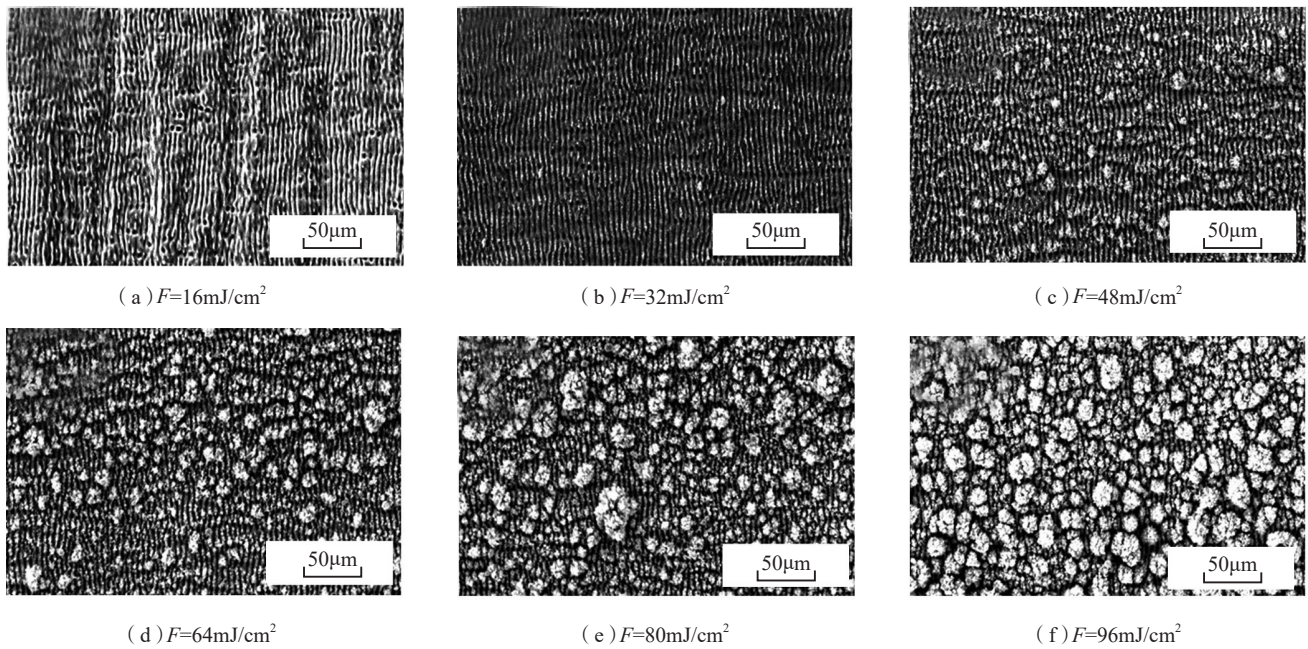 50μm
50μm
50μm
（a）F=16mJ/cm²
（b）F=32mJ/cm²
（c）F=48mJ/cm²
50μm
50μm
50μm
（d）F=64mJ/cm²
（e）F=80mJ/cm²
（f）F=96mJ/cm²